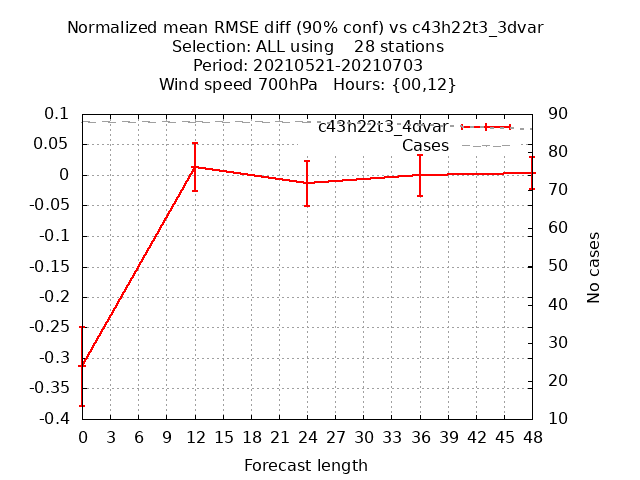 Normalized mean RMSE diff (90% conf) vs c43h22t3_3dvar
Selection: ALL using    28 stations
Period: 20210521-20210703
Wind speed 700hPa   Hours: {00,12}
c43h22t3_4dvar
Cases
0.1
0.05
0
-0.05
-0.1
-0.15
-0.2
-0.25
-0.3
-0.35
-0.4
90
80
70
60
50
40
30
20
10
No cases
0 3 6 9 12 15 18 21 24 27 30 33 36 39 42 45 48
Forecast length